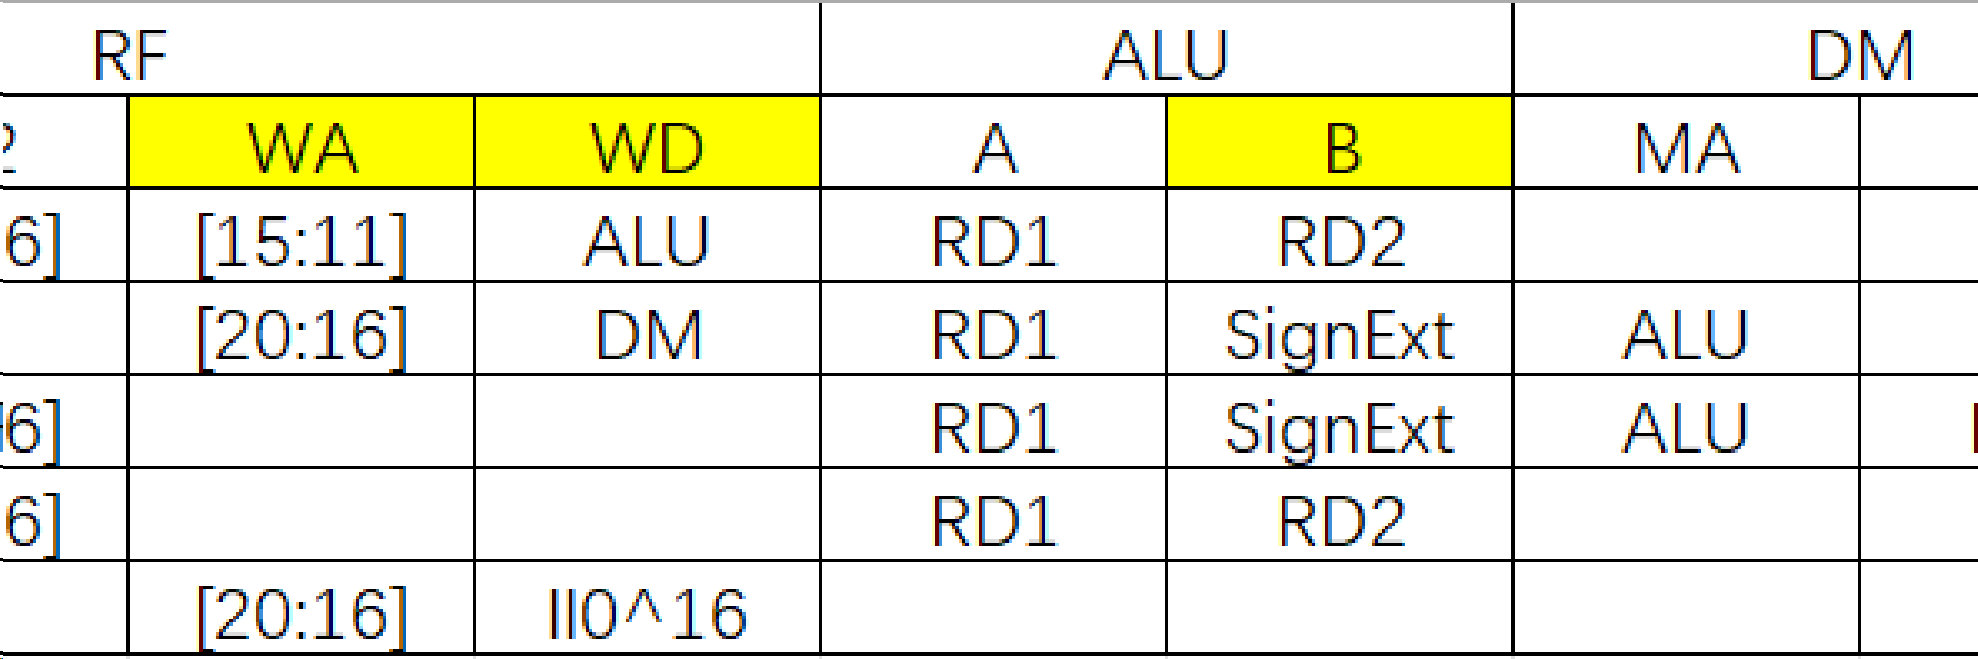 RF ALU DM
2 WA WD A B MA
6] [15:11] ALU RD1 RD2
[20:16] DM RD1 SignExt ALU
6] RD1 SignExt ALU
6] RD1 RD2
[20:16] II0^16